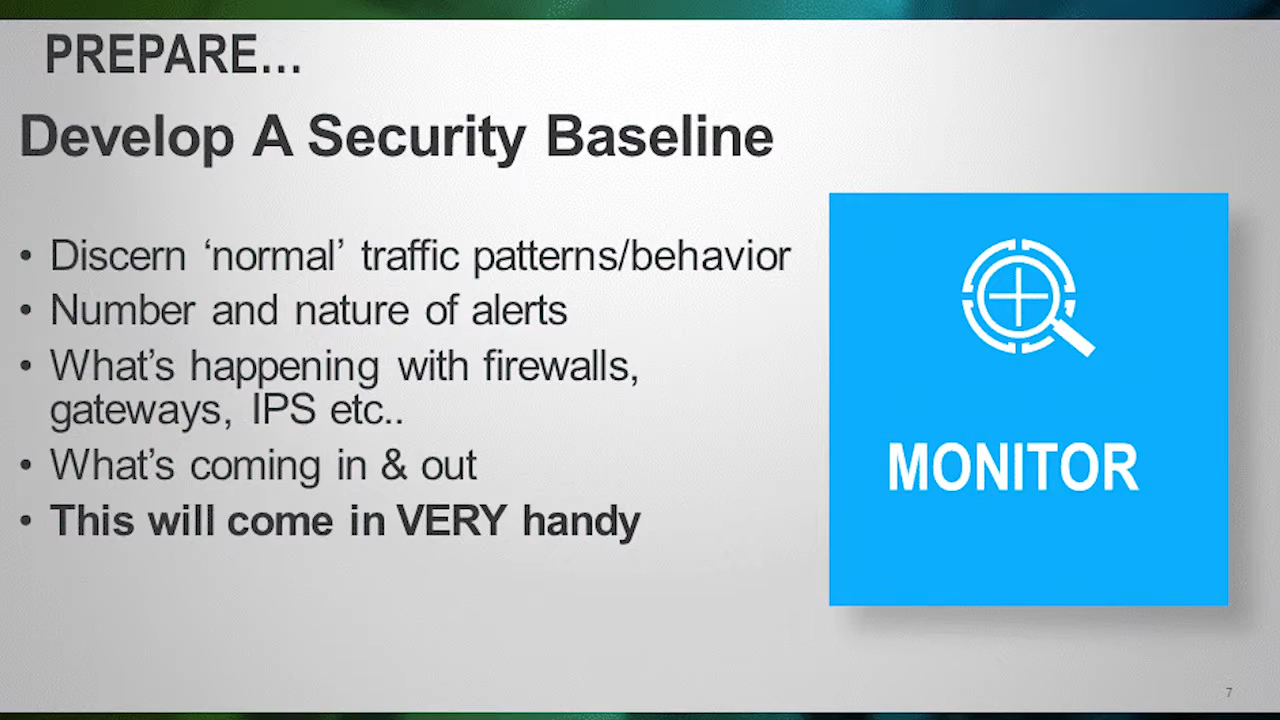 PREPARE...
Develop A Security Baseline
• Discern ‘normal’ traffic patterns/behavior
• Number and nature of alerts
• What’s happening with firewalls,
gateways, IPS etc..
• What’s coming in & out
• This will come in VERY handy
MONITOR
7